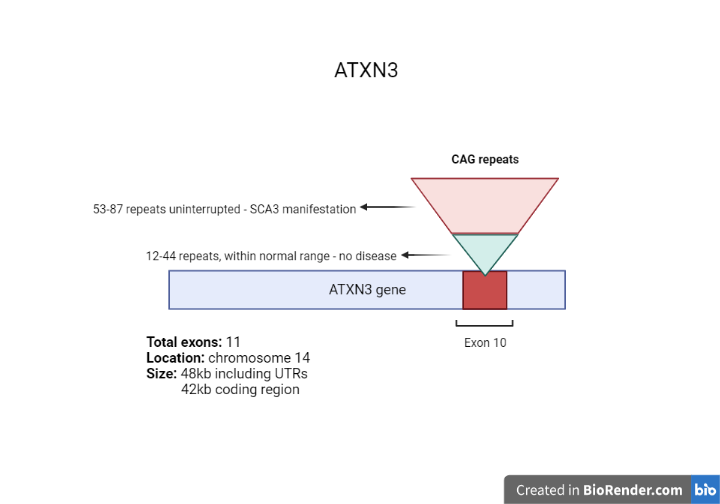 ATXN3
CAG repeats
53-87 repeats uninterrupted - SCA3 manifestation
12-44 repeats, within normal range - no disease
ATXN3 gene
Exon 10
Total exons: 11
Location: chromosome 14
Size: 48kb including UTRs
42kb coding region
Created in BioRender.com bio